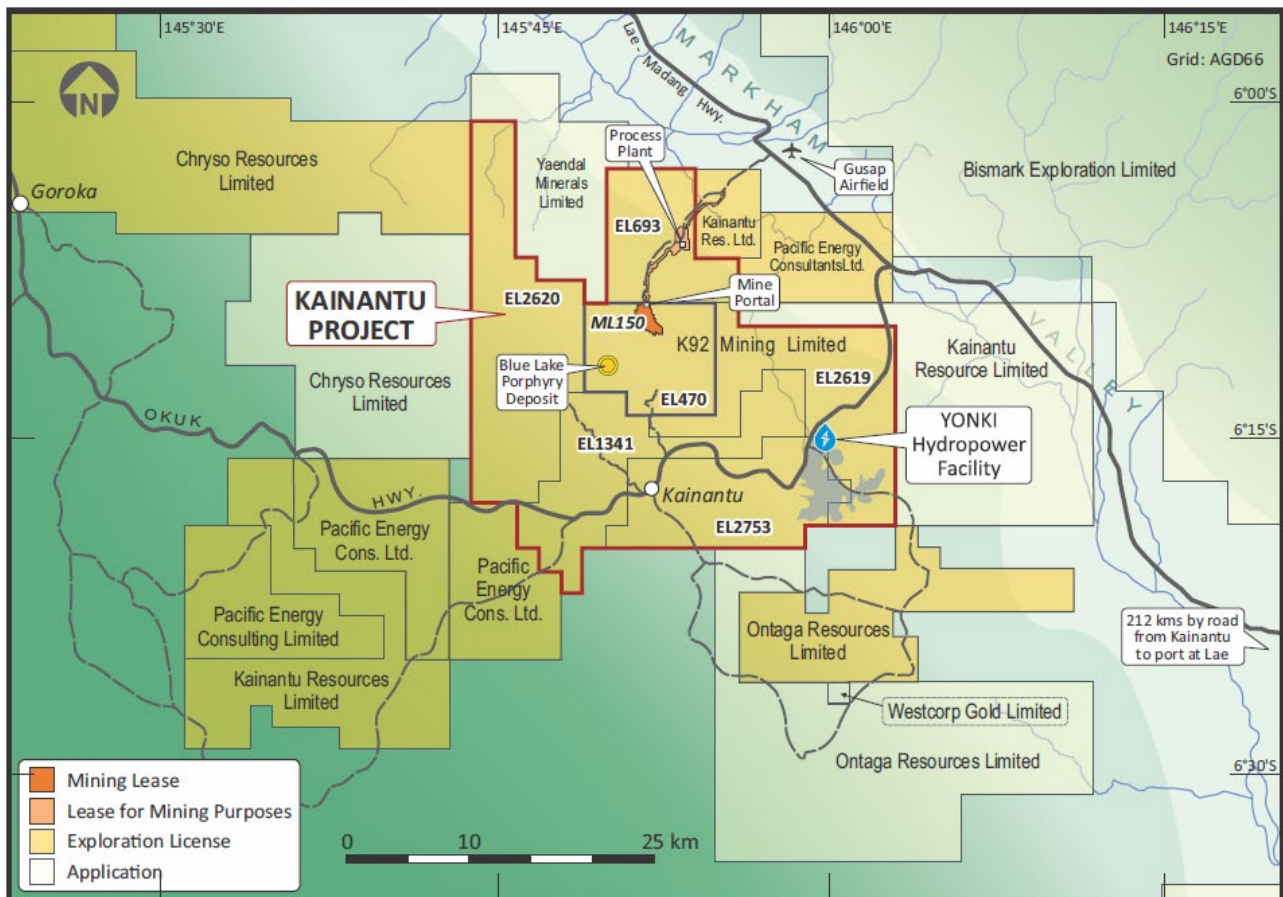 145°30'E
145°45'E
146°00'E
146°15'E
Grid: AGD66
6°00'S
6°15'S
6°30'S
N
Lae - Madang Hwy.
MARKHAM
VALLEY
Process
Plant
Gusap
Airfield
Chryso Resources
Limited
Yaendal
Minerals
Limited
Bismark Exploration Limited
Goroka
EL693
Kainantu
Res. Ltd.
Pacific Energy
ConsultantsLtd.
KAINANTU
PROJECT
EL2620
Mine
Portal
ML150
K92 Mining Limited
Kainantu
Resource Limited
Blue Lake
Porphyry
Deposit
EL2619
Chryso Resources
Limited
EL470
OKUK
HWY.
EL1341
YONKI
Hydropower
Facility
Kainantu
EL2753
Pacific Energy
Cons. Ltd.
Pacific
Energy
Cons. Ltd.
Pacific Energy
Consulting Limited
Ontaga Resources
Limited
212 kms by road
from Kainantu
to port at Lae
Kainantu Resources
Limited
Westcorp Gold Limited
Ontaga Resources Limited
Mining Lease
Lease for Mining Purposes
Exploration License
Application
0
10
25 km